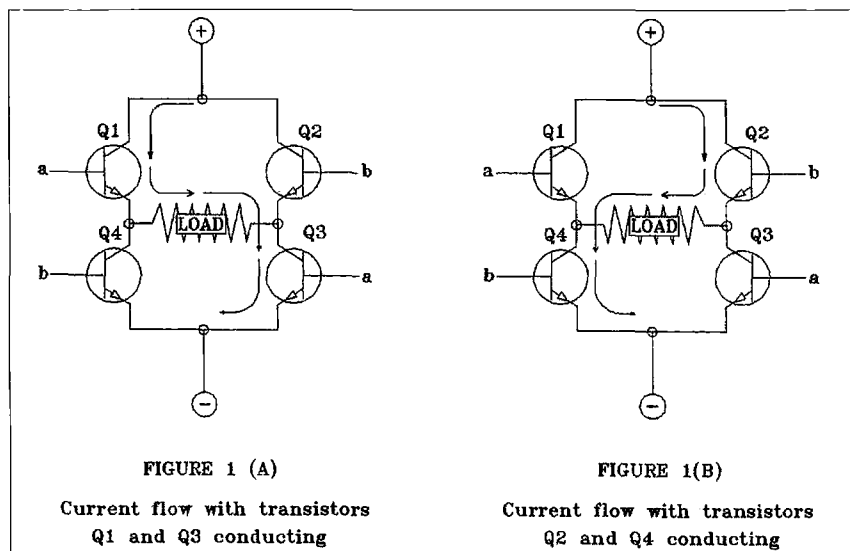 +
+
Q1
Q2
a
b
LOAD
Q4
Q3
b
a
−
Q1
Q2
a
b
LOAD
Q4
Q3
b
a
−
FIGURE 1 (A)
Current flow with transistors
Q1 and Q3 conducting
FIGURE 1(B)
Current flow with transistors
Q2 and Q4 conducting